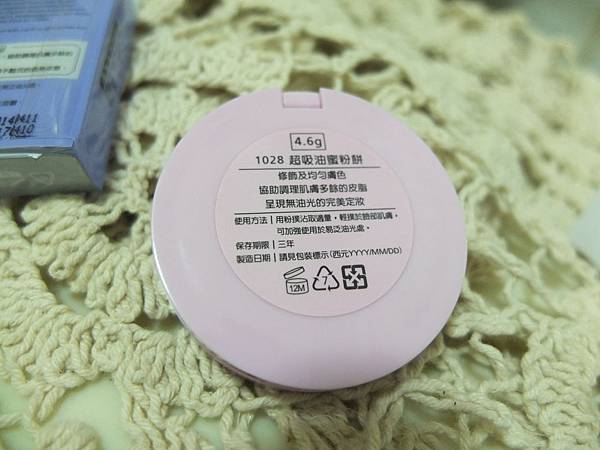 4.6g
1028 超吸油蜜粉餅
修飾及均勻膚色
協助調理肌膚多餘的皮脂
呈現無油光的完美定妝
使用方法│用粉撲沾取適量，輕撲於臉部肌膚，
可加強使用於易泛油光處。
保存期限│三年
製造日期│請見包裝標示(西元YYYY/MM/DD)
12M
7